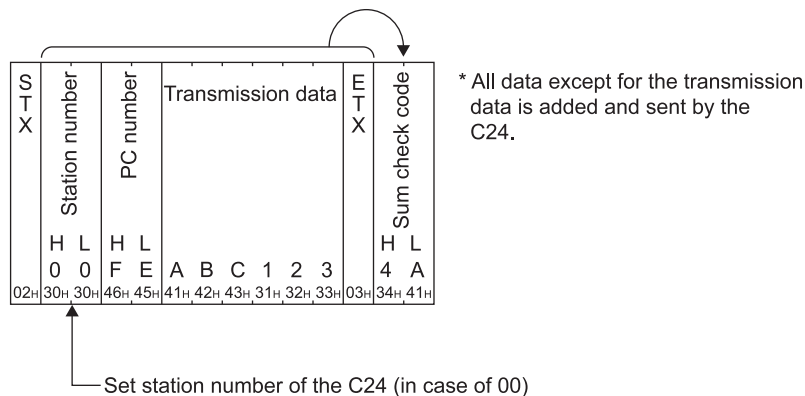 STX
Station number
PC number
Transmission data
ETX
Sum check code
* All data except for the transmission
data is added and sent by the
C24.
H L H L H L
0 0 F E A B C 1 2 3 4 A
02H 30H 30H 46H 45H 41H 42H 43H 31H 32H 33H 03H 34H 41H
Set station number of the C24 (in case of 00)